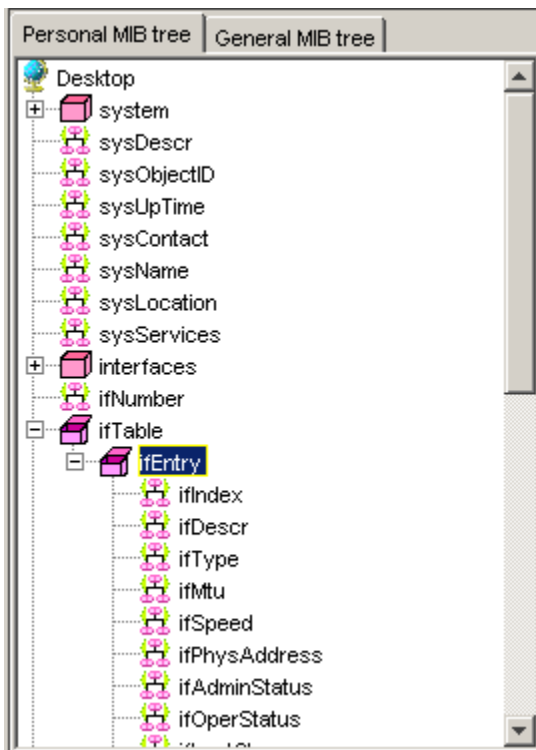 Personal MIB tree General MIB tree
Desktop
system
sysDescr
sysObjectID
sysUpTime
sysContact
sysName
sysLocation
sysServices
interfaces
ifNumber
ifTable
ifEntry
ifIndex
ifDescr
ifType
ifMtu
ifSpeed
ifPhysAddress
ifAdminStatus
ifOperStatus